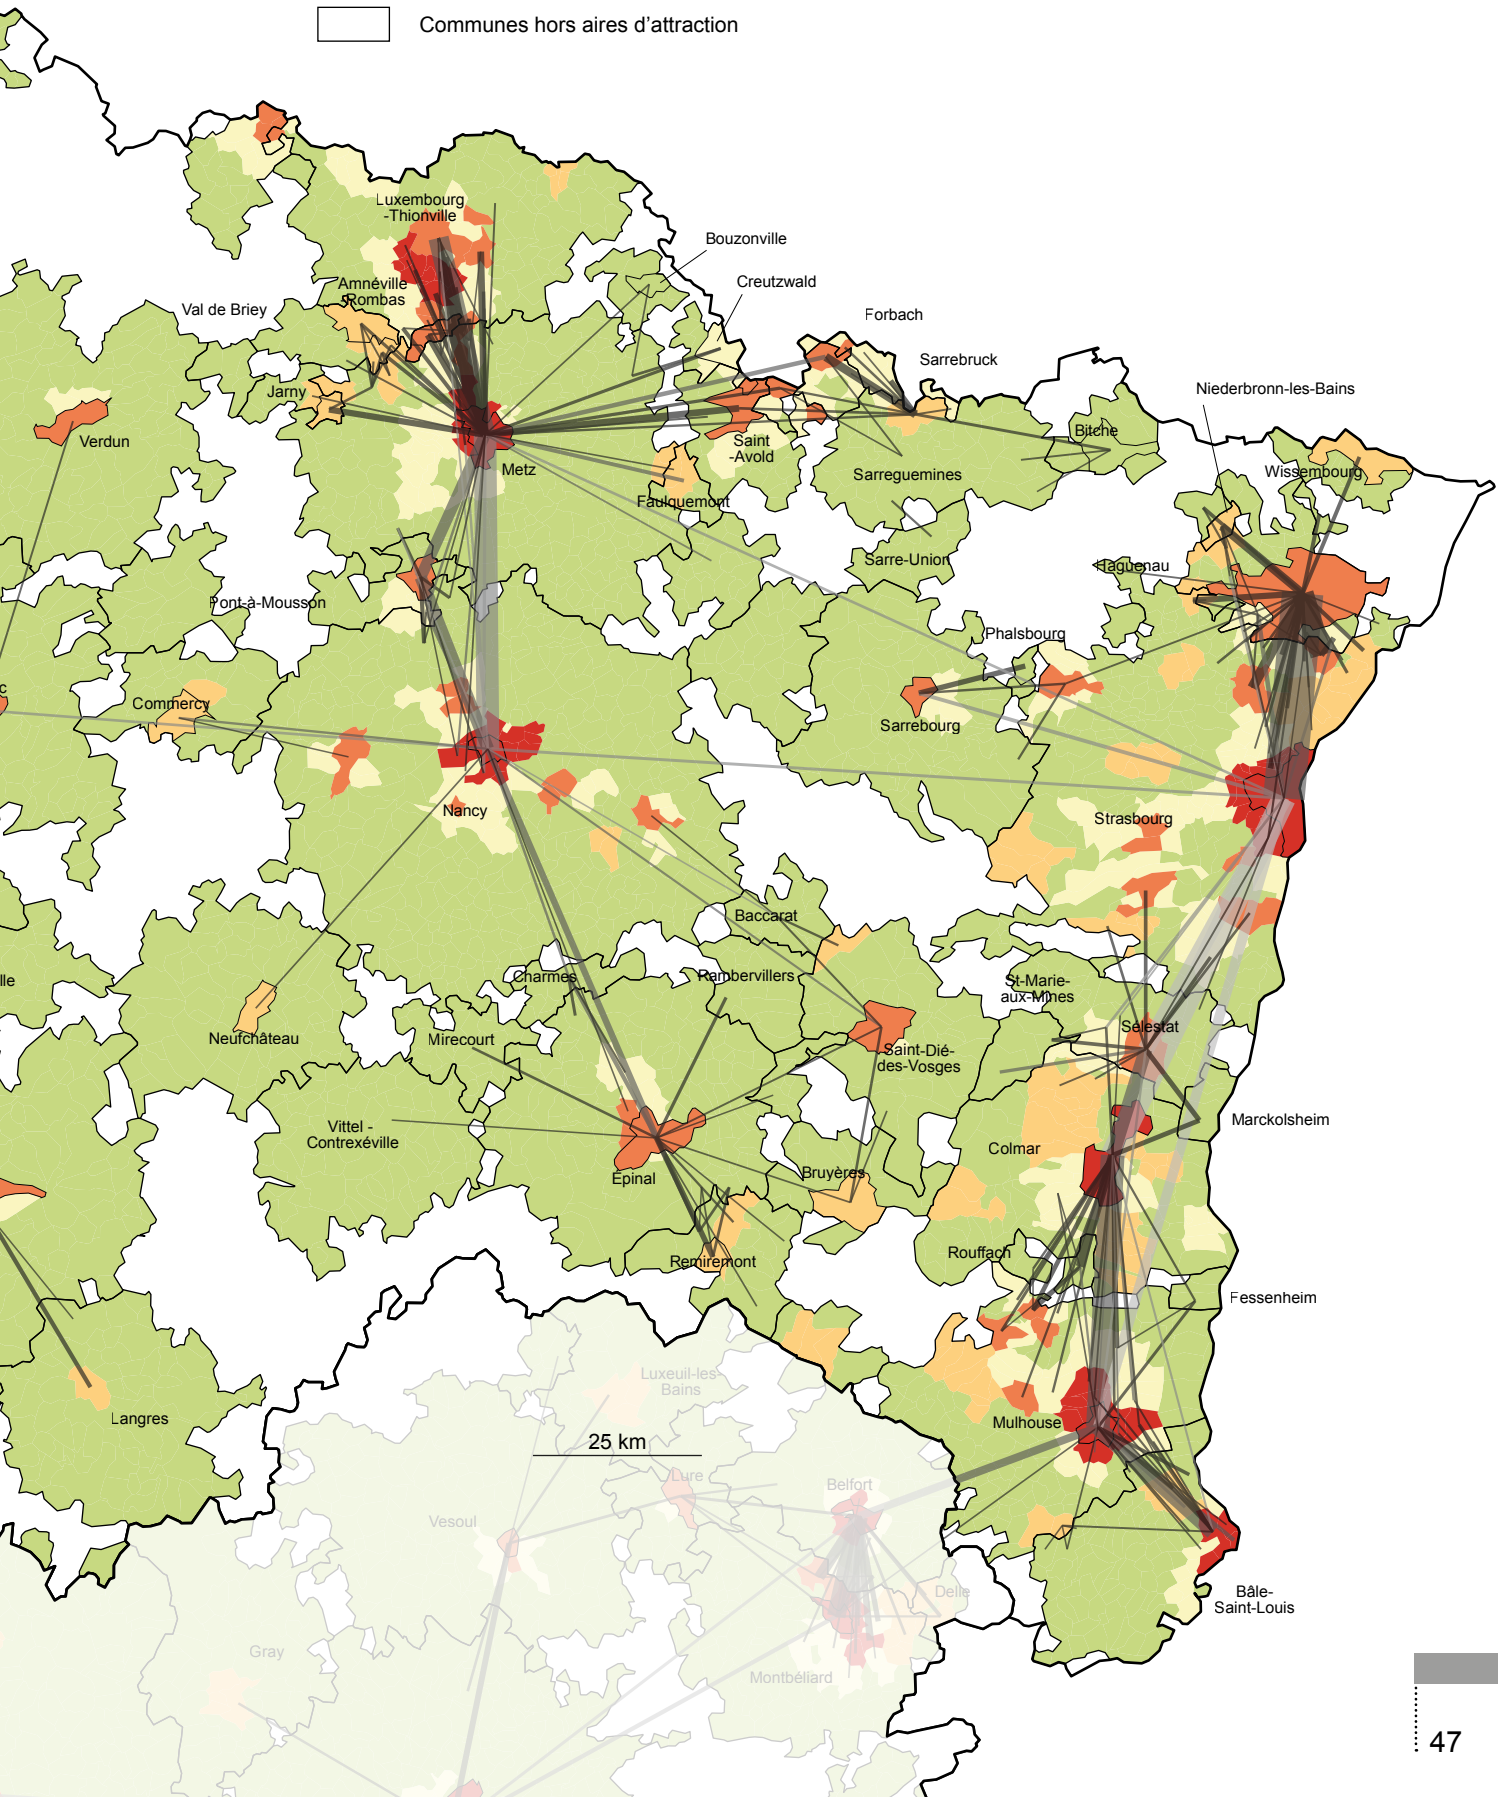 Communes hors aires d’attraction
Luxembourg
-Thionville
Bouzonville
Creutzwald
Amnéville
-Rombas
Val de Briey
Forbach
Sarrebruck
Niederbronn-les-Bains
Jarny
Verdun
Bitche
Saint
-Avold
Metz
Wissembourg
Sarreguemines
Faulquemont
Sarre-Union
Haguenau
Pont-à-Mousson
Phalsbourg
c
Commercy
Sarrebourg
Nancy
Strasbourg
Baccarat
lle
Charmes
Rambervillers
St-Marie-
aux-Mines
Neufchâteau
Mirecourt
Sélestat
Saint-Dié-
des-Vosges
Vittel -
Contrexéville
Marckolsheim
Colmar
Epinal
Bruyères
Rouffach
Remiremont
Fessenheim
Luxeuil-les-
Bains
Langres
Mulhouse
25 km
Lure
Belfort
Vesoul
Delle
Bâle-
Saint-Louis
Gray
Montbéliard
47